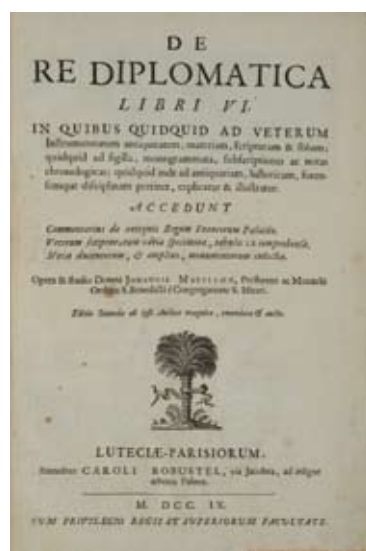 DE
RE DIPLOMATICA
LIBRI VI.
IN QUIBUS QUIDQUID AD VETERUM
Instrumentorum antiquitatem, materiam, scripturam & stilum;
quidquid ad sigilla, monogrammata, subscriptiones ac notas
chronologicas; quidquid inde ad antiquariam, historicam, foren-
semque disciplinam pertinet, explicatur & illustratur.
ACCEDUNT
Commentarius de antiquis Regum Francorum Palatiis.
Veterum scripturarum varia specimina, tabulis LX comprehensa.
Nova ducentorum, & amplius, monumentorum collectio.
Opera & studio Domni JOHANNIS MABILLON, Presbyteri ac Monachi
Ordinis S. Benedicti è Congregatione S. Mauri.
Editio secunda ab ipso Auctore recognita, emendata & aucta.
LUTECIÆ-PARISIORUM,
Sumtibus CAROLI ROBUSTEL, via Jacobæa, ad insigne
arboris Palmæ.
M. DCC. IX.
CUM PRIVILEGIO REGIS ET SUPERIORUM FACULTATE.